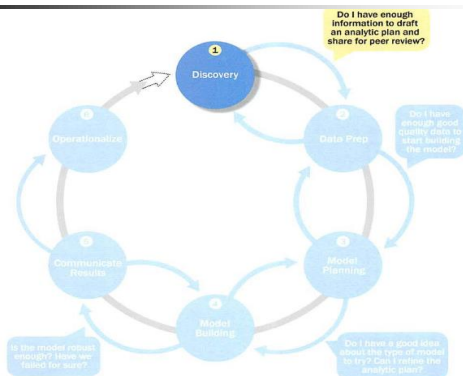 Do I have enough
information to draft
an analytic plan and
share for peer review?
1
Discovery
2
Data Prep
Do I have
enough good
quality data to
start building
the model?
6
Operationalize
3
Model
Planning
5
Communicate
Results
4
Model
Building
Is the model robust
enough? Have we
failed for sure?
Do I have a good idea
about the type of model
to try? Can I refine the
analytic plan?